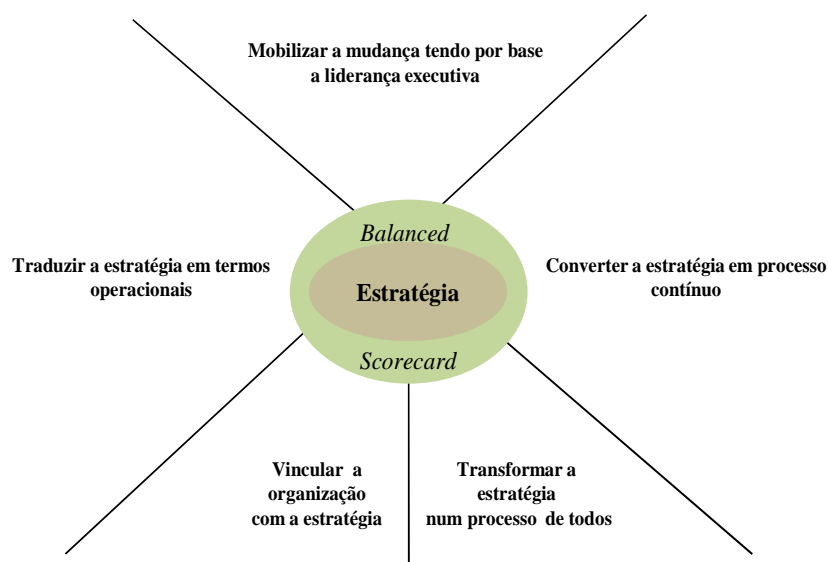 Mobilizar a mudança tendo por base
a liderança executiva
Traduzir a estratégia em termos
operacionais
Balanced
Estratégia
Scorecard
Converter a estratégia em processo
contínuo
Vincular a
organização
com a estratégia
Transformar a
estratégia
num processo de todos